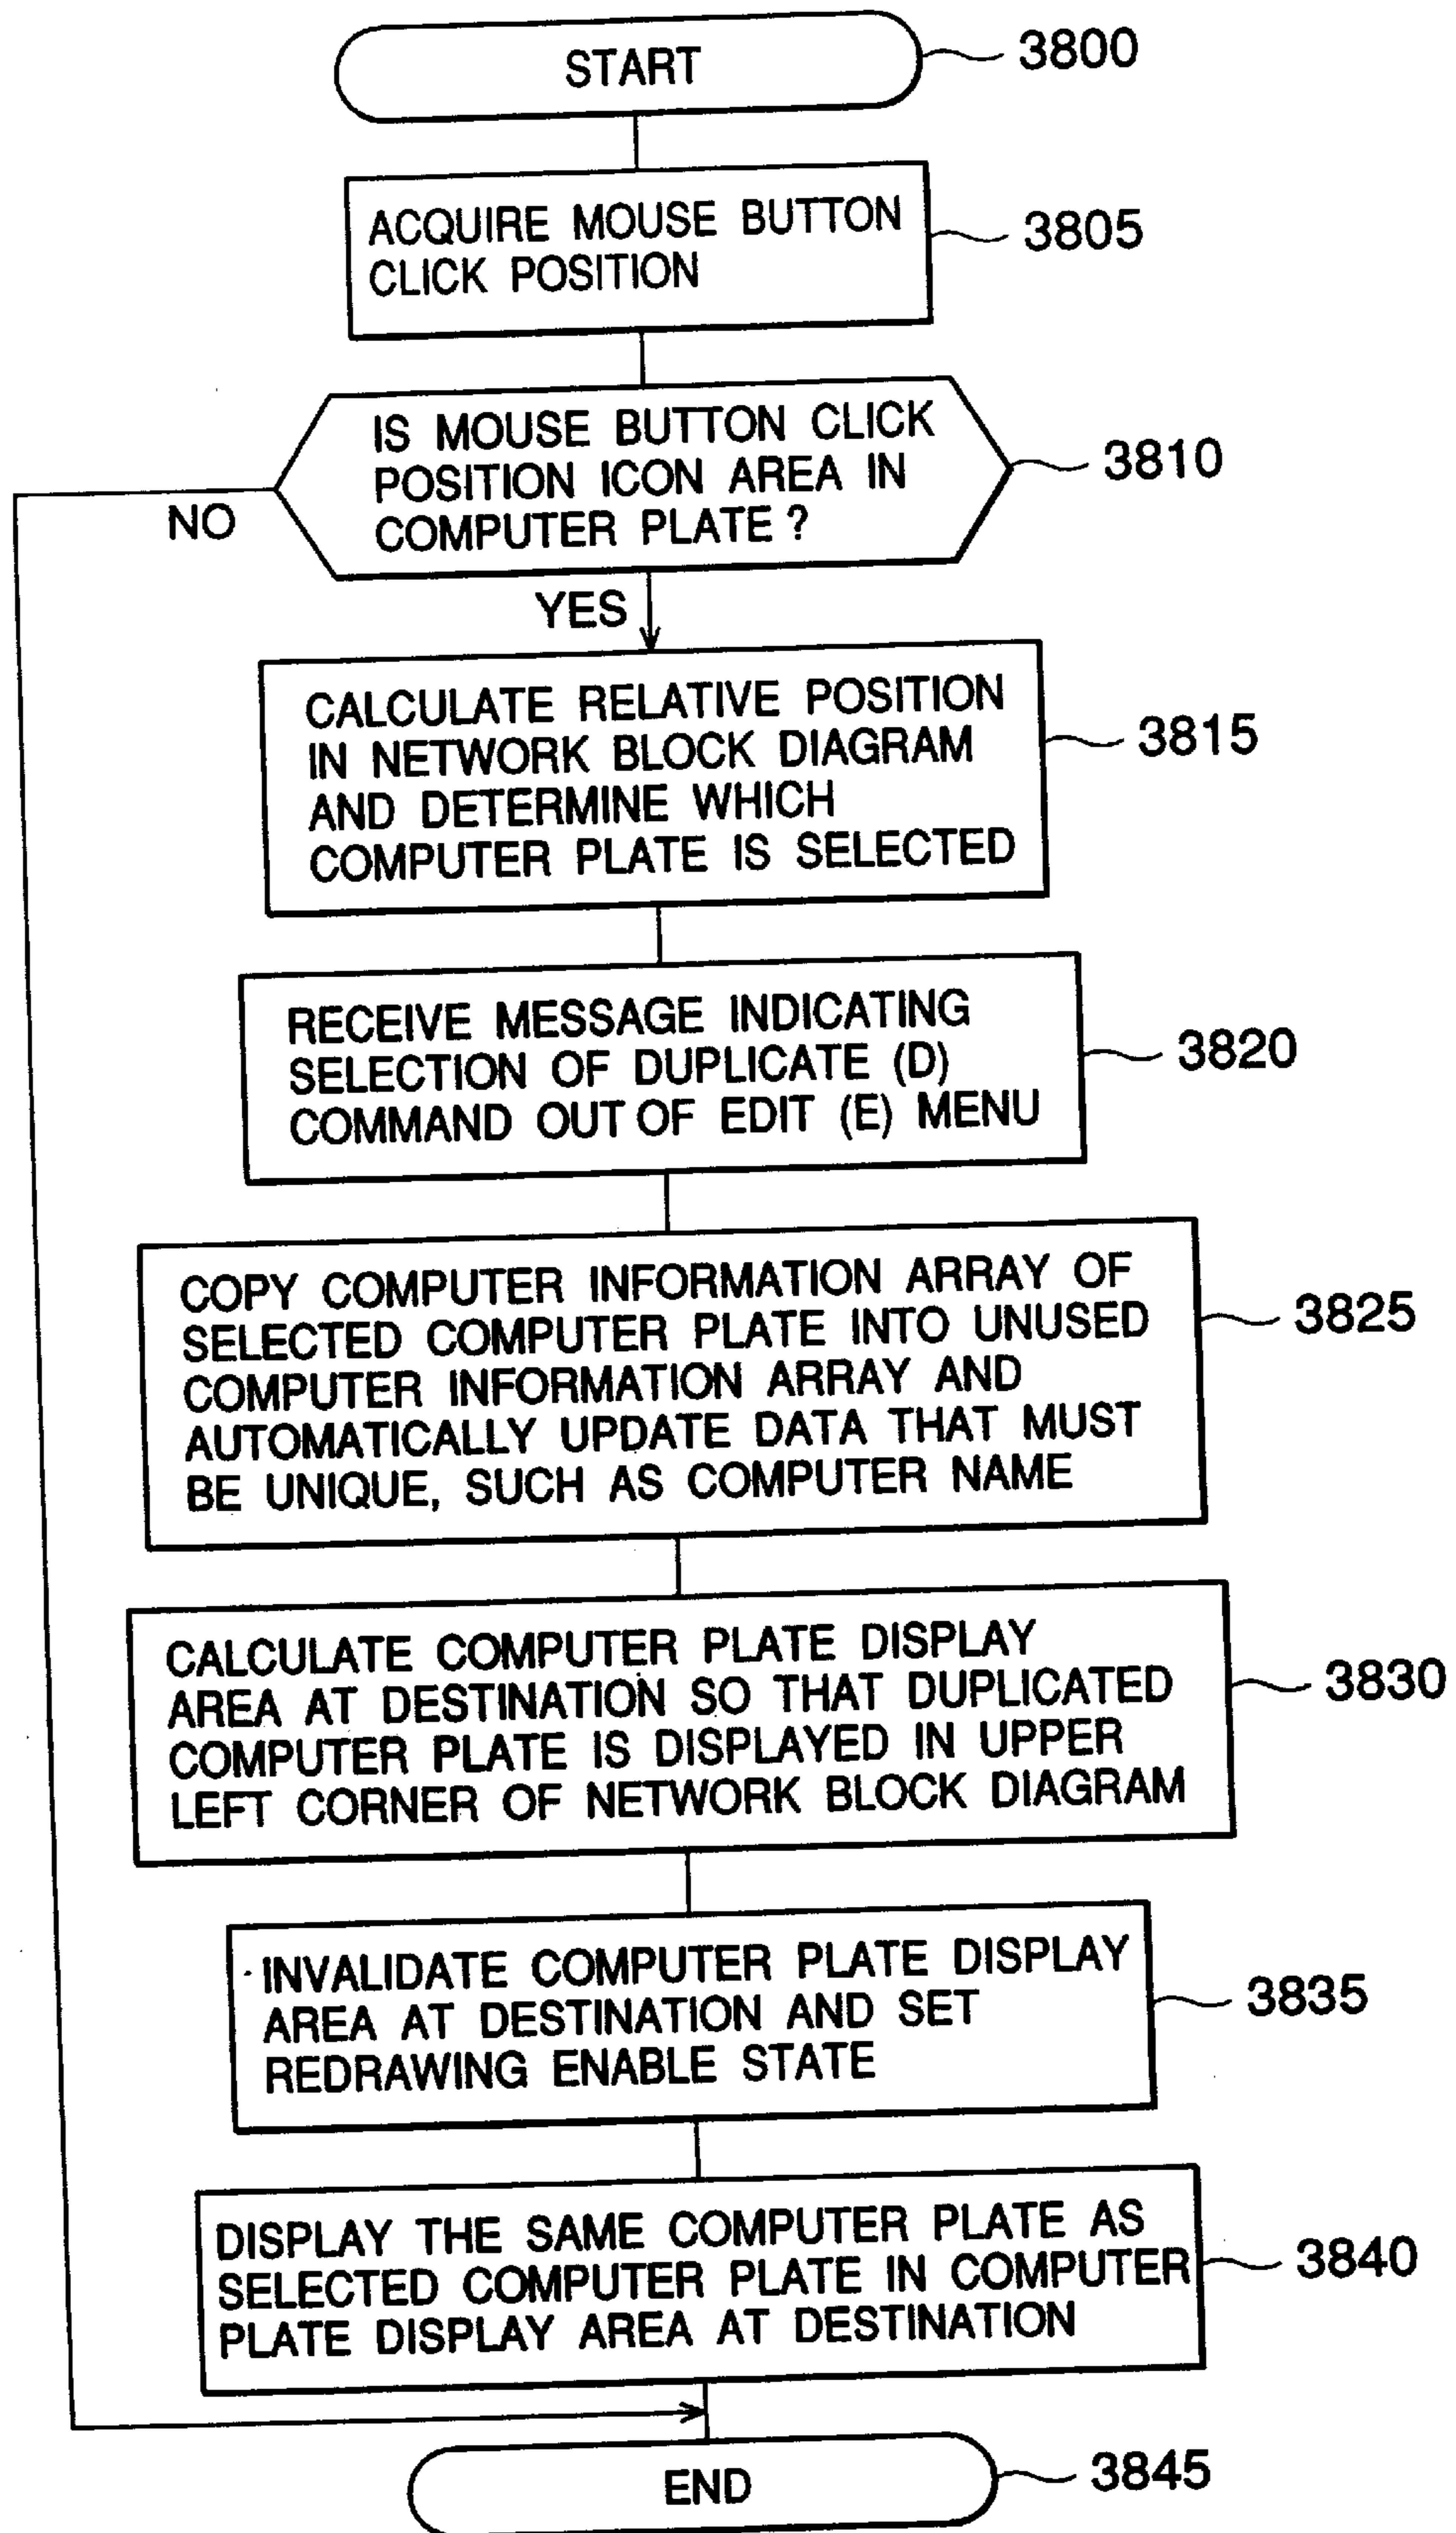 START
3800
ACQUIRE MOUSE BUTTON
CLICK POSITION
3805
IS MOUSE BUTTON CLICK
POSITION ICON AREA IN
COMPUTER PLATE ?
3810
NO
YES
CALCULATE RELATIVE POSITION
IN NETWORK BLOCK DIAGRAM
AND DETERMINE WHICH
COMPUTER PLATE IS SELECTED
3815
RECEIVE MESSAGE INDICATING
SELECTION OF DUPLICATE (D)
COMMAND OUT OF EDIT (E) MENU
3820
COPY COMPUTER INFORMATION ARRAY OF
SELECTED COMPUTER PLATE INTO UNUSED
COMPUTER INFORMATION ARRAY AND
AUTOMATICALLY UPDATE DATA THAT MUST
BE UNIQUE, SUCH AS COMPUTER NAME
3825
CALCULATE COMPUTER PLATE DISPLAY
AREA AT DESTINATION SO THAT DUPLICATED
COMPUTER PLATE IS DISPLAYED IN UPPER
LEFT CORNER OF NETWORK BLOCK DIAGRAM
3830
INVALIDATE COMPUTER PLATE DISPLAY
AREA AT DESTINATION AND SET
REDRAWING ENABLE STATE
3835
DISPLAY THE SAME COMPUTER PLATE AS
SELECTED COMPUTER PLATE IN COMPUTER
PLATE DISPLAY AREA AT DESTINATION
3840
END
3845